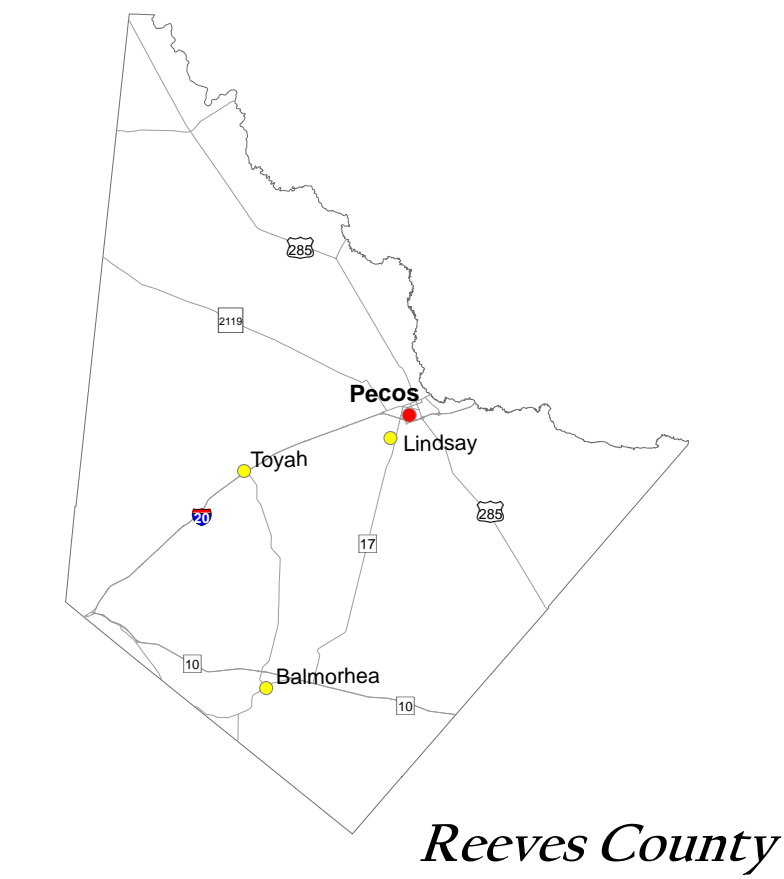 285
2119
Pecos
Lindsay
Toyah
20
285
17
10
Balmorhea
10
Reeves County